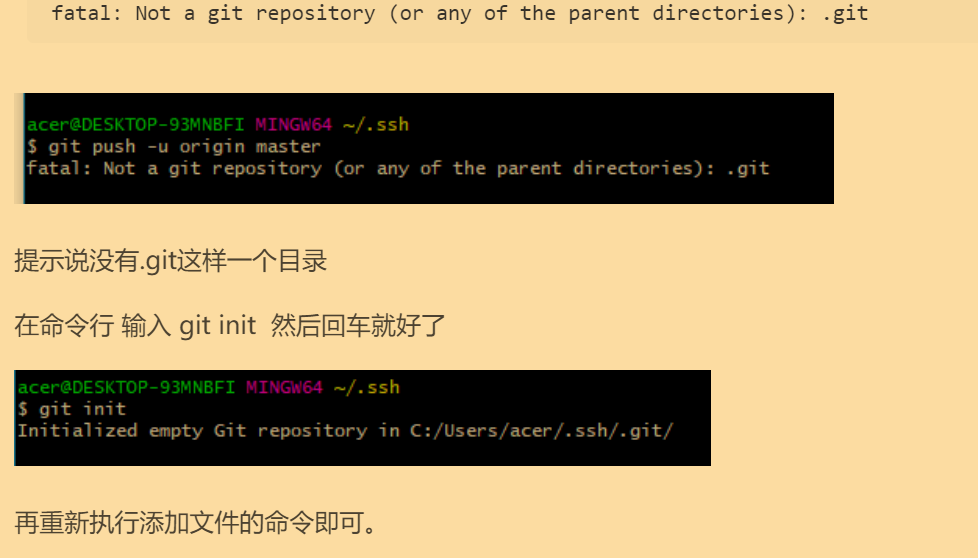 fatal: Not a git repository (or any of the parent directories): .git
acer@DESKTOP-93MNBFI MINGW64 ~/.ssh
$ git push -u origin master
fatal: Not a git repository (or any of the parent directories): .git
提示说没有.git这样一个目录
在命令行 输入 git init 然后回车就好了
acer@DESKTOP-93MNBFI MINGW64 ~/.ssh
$ git init
Initialized empty Git repository in C:/Users/acer/.ssh/.git/
再重新执行添加文件的命令即可。